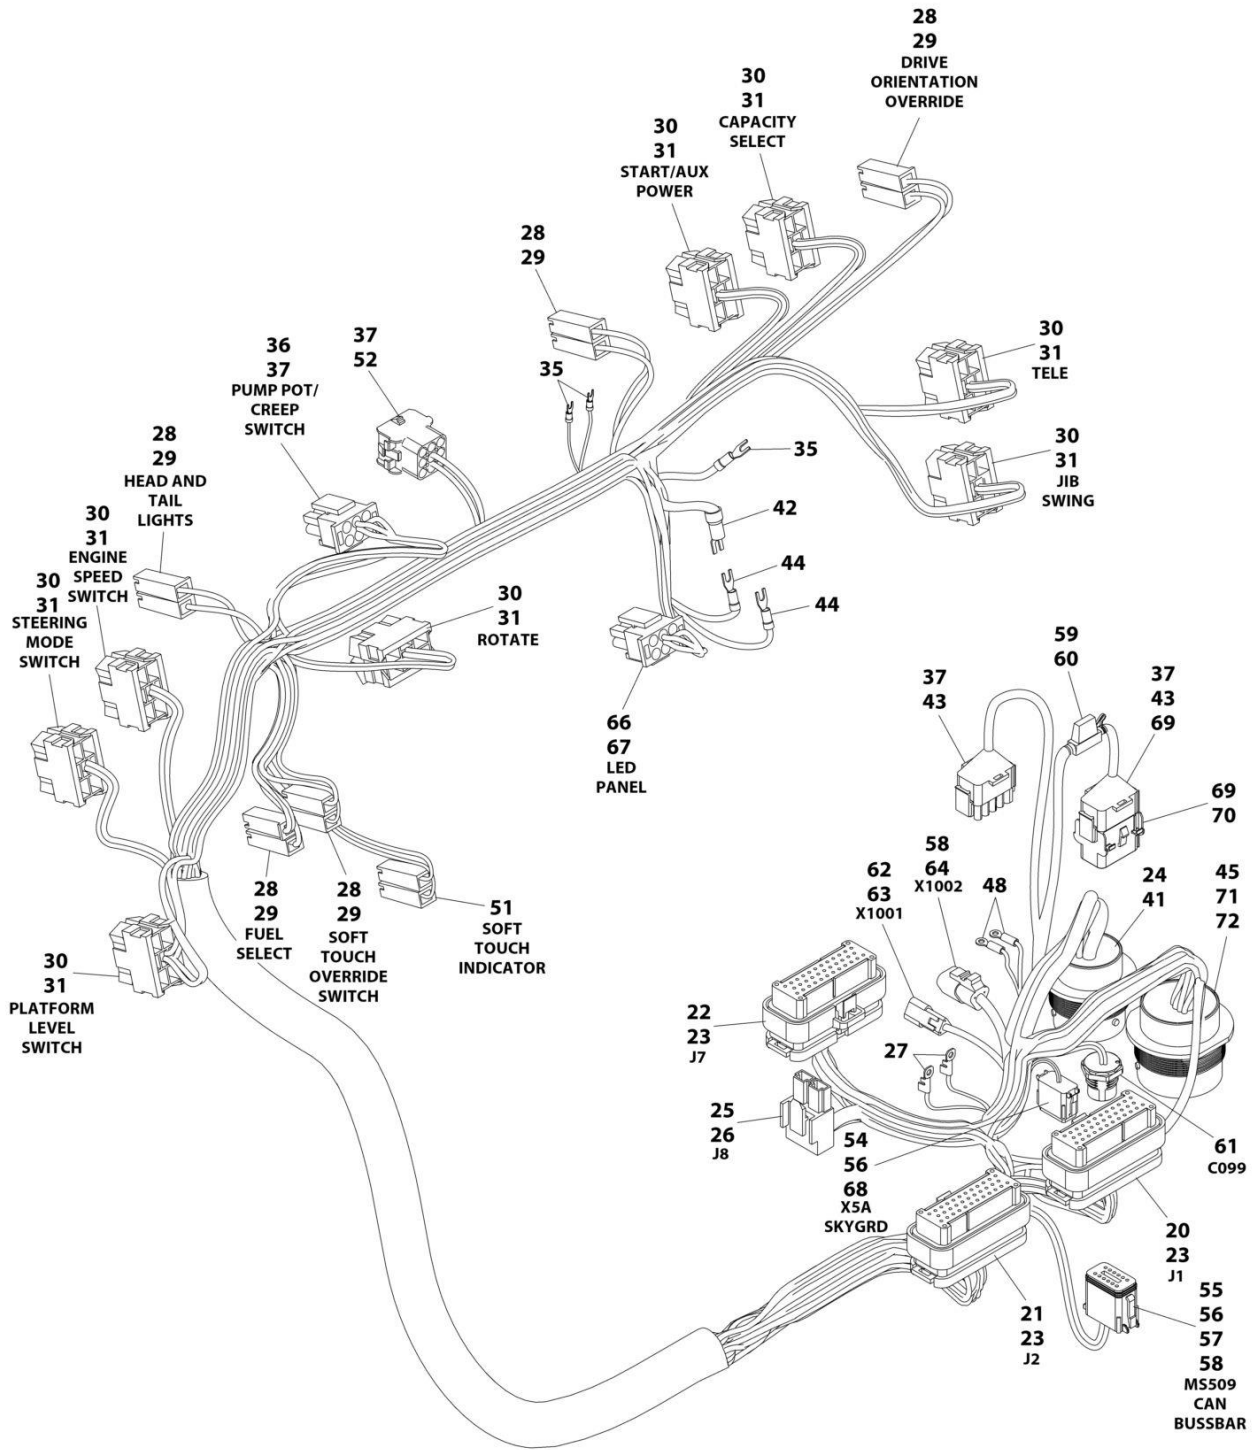 28
29
DRIVE
ORIENTATION
OVERRIDE
30
31
CAPACITY
SELECT
30
31
START/AUX
POWER
28
29
30
31
TELE
36
37
PUMP POT/
CREEP
SWITCH
37
52
35
28
29
HEAD AND
TAIL
LIGHTS
35
30
31
JIB
SWING
42
30
31
ENGINE
SPEED
SWITCH
44
44
30
31
STEERING
MODE
SWITCH
30
31
ROTATE
59
60
37
43
37
43
69
66
67
LED
PANEL
69
70
58
64
X1002
62
63
X1001
48
24
41
45
71
72
28
29
FUEL
SELECT
28
29
SOFT
TOUCH
OVERRIDE
SWITCH
51
SOFT
TOUCH
INDICATOR
30
31
PLATFORM
LEVEL
SWITCH
22
23
J7
27
25
26
J8
54
56
68
X5A
SKYGRD
61
C099
20
23
J1
21
23
J2
55
56
57
58
MS509
CAN
BUSSBAR